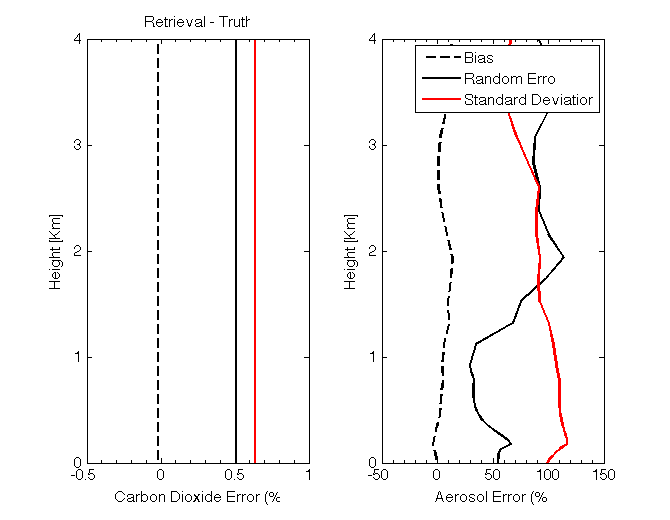 Retrieval - Truth
4
3
2
1
0
Height [Km]
-0.5
0
0.5
1
Carbon Dioxide Error (%
4
3
2
1
0
Height [Km]
-50
0
50
100
150
Aerosol Error (%
Bias
Random Erro
Standard Deviation